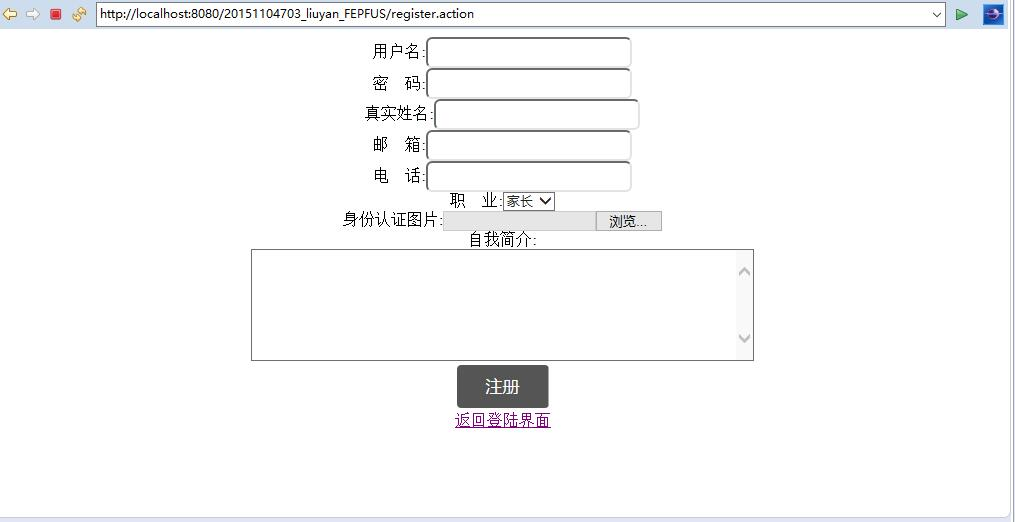 http://localhost:8080/20151104703_liuyan_FEPFUS/register.action
用户名:
密　码:
真实姓名:
邮　箱:
电　话:
职　业:家长
身份认证图片: 浏览...
自我简介:
注册
返回登陆界面